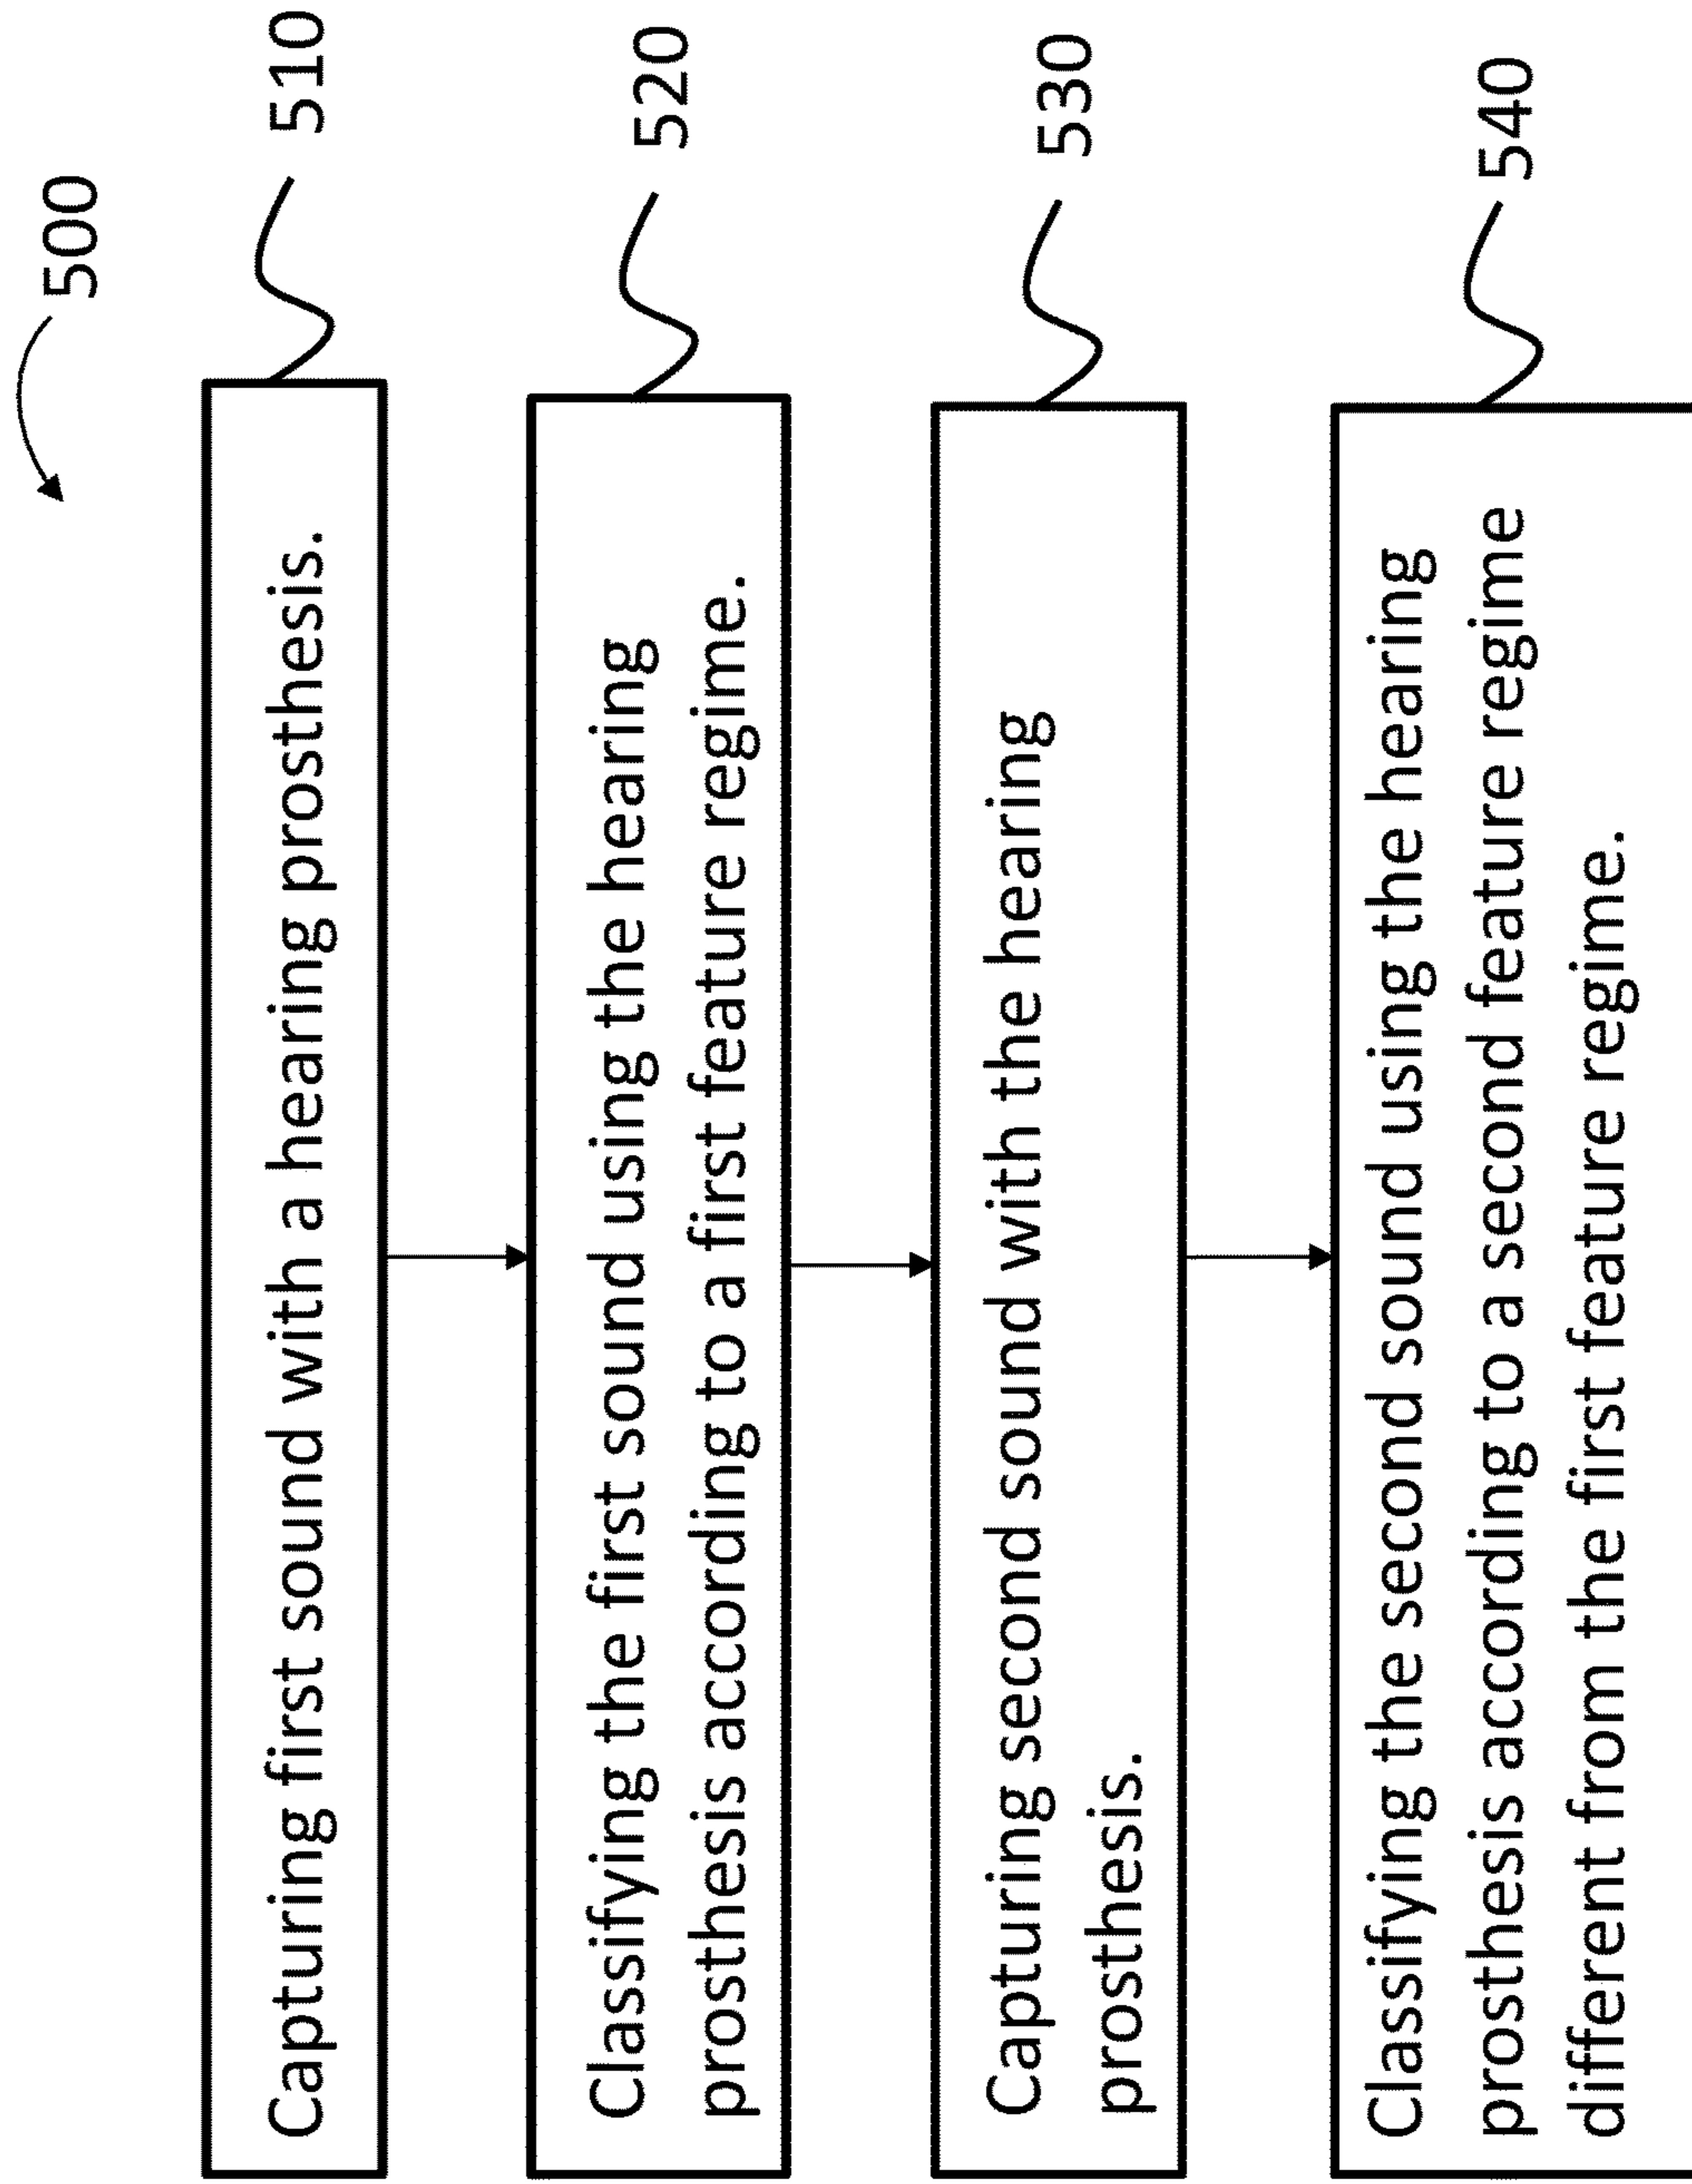 500
Capturing first sound with a hearing prosthesis.
510
Classifying the first sound using the hearing
prosthesis according to a first feature regime.
520
Capturing second sound with the hearing
prosthesis.
530
Classifying the second sound using the hearing
prosthesis according to a second feature regime
different from the first feature regime.
540